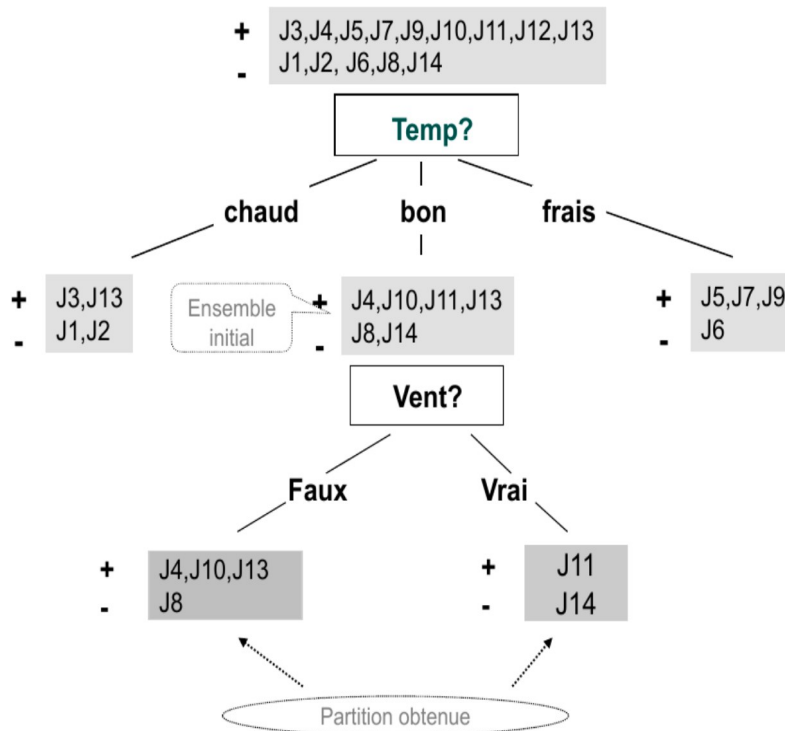 + J3,J4,J5,J7,J9,J10,J11,J12,J13
- J1,J2, J6,J8,J14
Temp?
chaud bon frais
+ J3,J13
- J1,J2
Ensemble
initial
+ J4,J10,J11,J13
- J8,J14
+ J5,J7,J9
- J6
Vent?
Faux Vrai
+ J4,J10,J13
- J8
+ J11
- J14
Partition obtenue